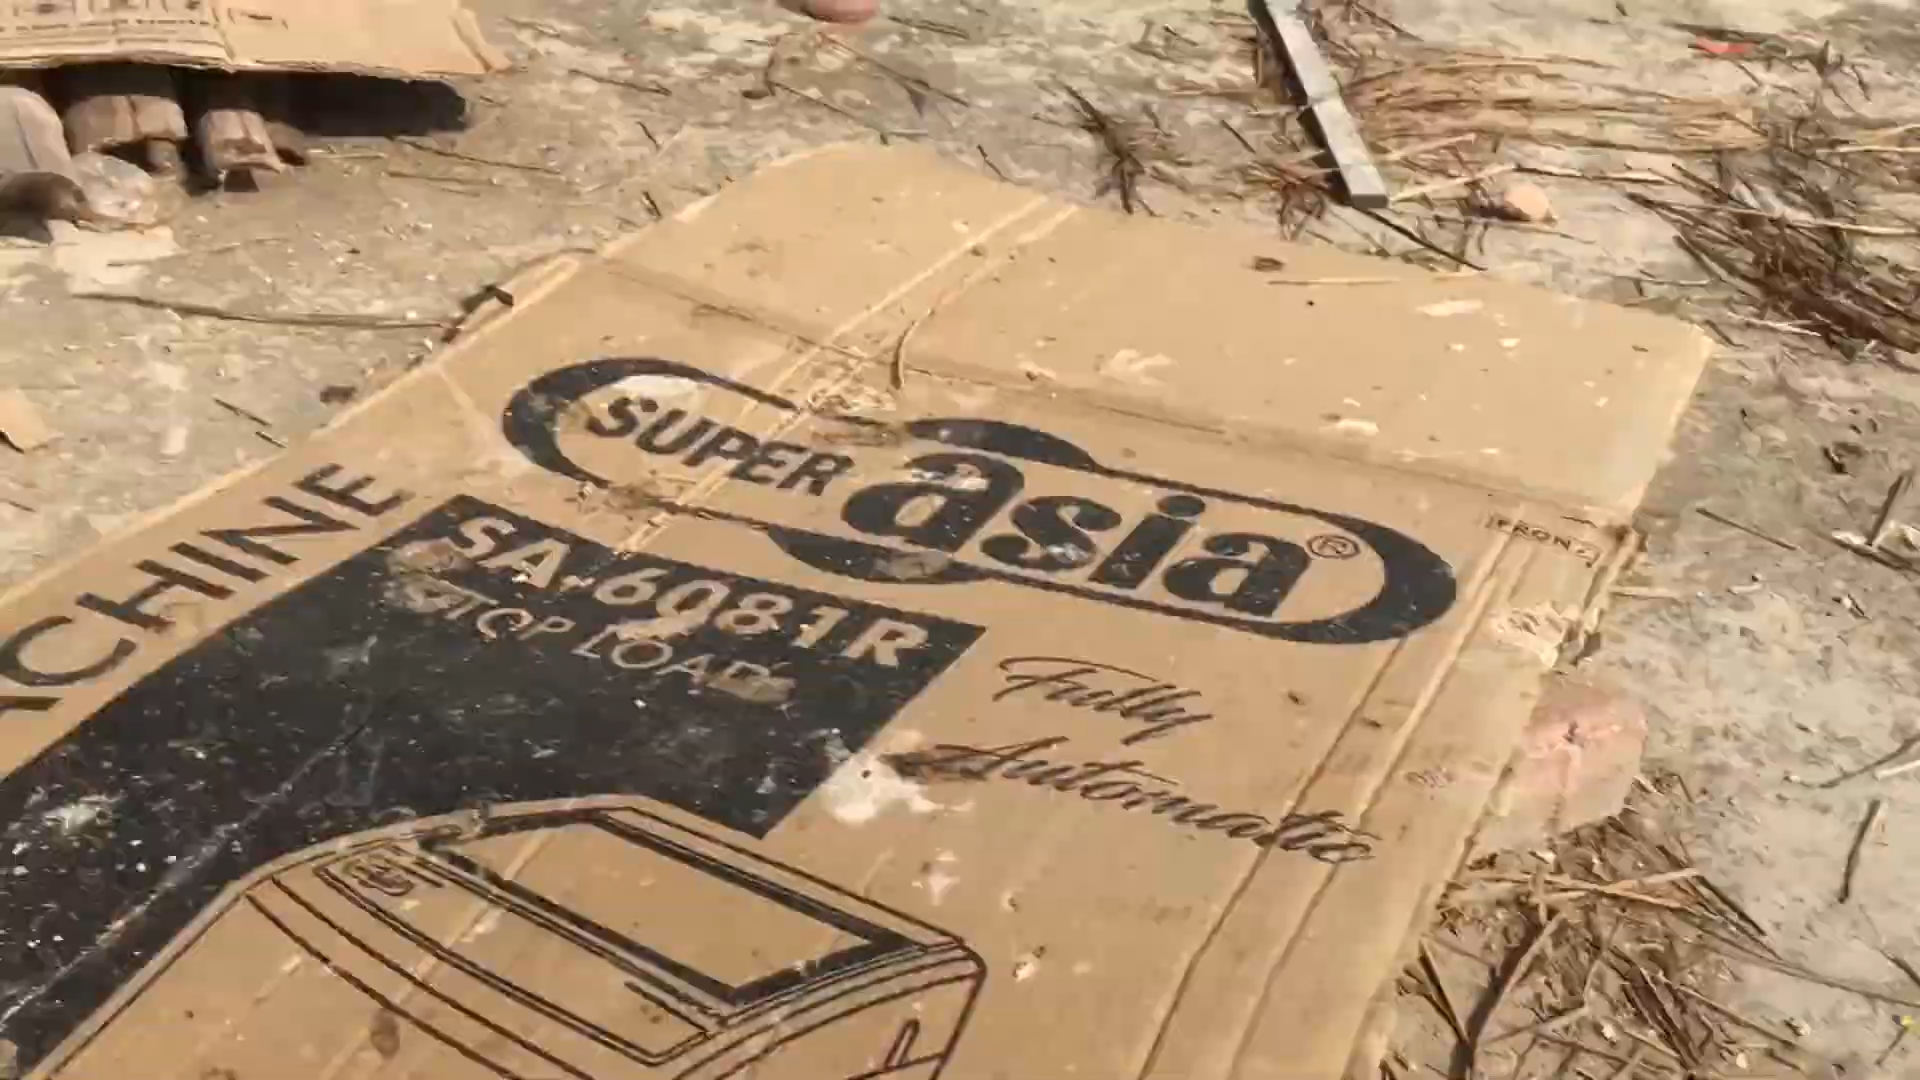 SUPER asia®
FRONT
ACHINE
SA-6081R
TOP LOAD
Fully
Automatic